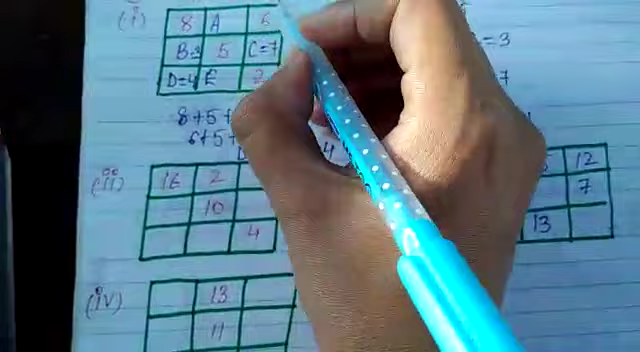 (i) 8 A 6
B=3 5 C=7
D=4 E 2
=3
7
8+5+
6+5+
4
(ii) 16 2
10
4
12
7
13
(iv) 13
11